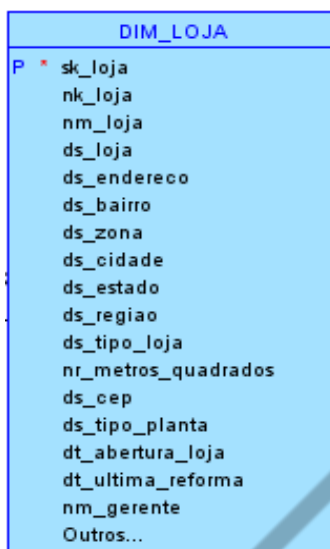 DIM_LOJA
P * sk_loja
nk_loja
nm_loja
ds_loja
ds_endereco
ds_bairro
ds_zona
ds_cidade
ds_estado
ds_regiao
ds_tipo_loja
nr_metros_quadrados
ds_cep
ds_tipo_planta
dt_abertura_loja
dt_ultima_reforma
nm_gerente
Outros...